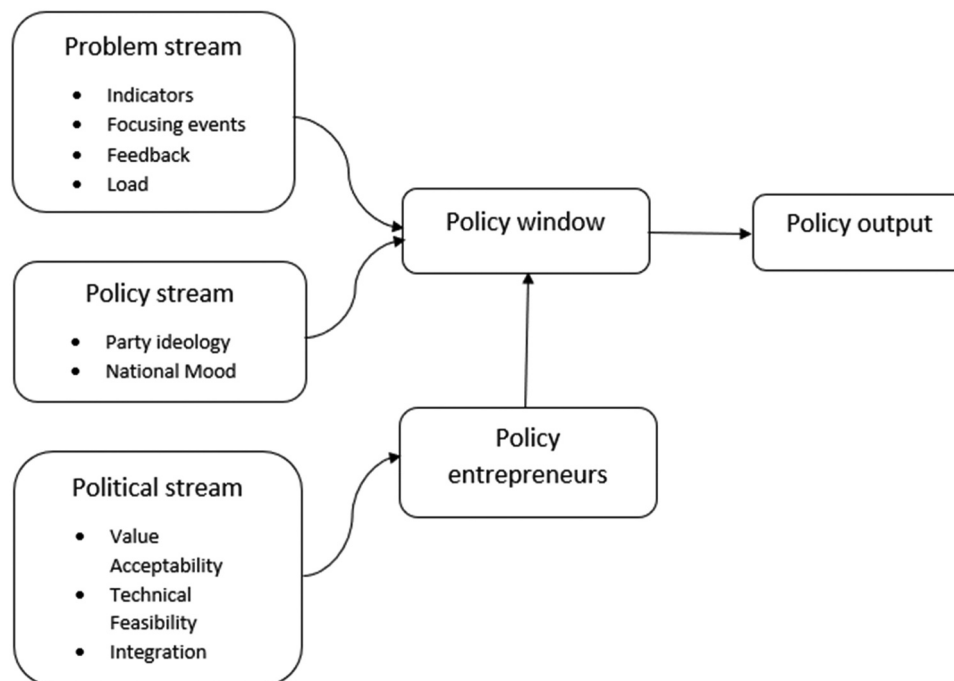 Problem stream
• Indicators
• Focusing events
• Feedback
• Load
Policy stream
• Party ideology
• National Mood
Political stream
• Value
Acceptability
• Technical
Feasibility
• Integration
Policy window
Policy
entrepreneurs
Policy output